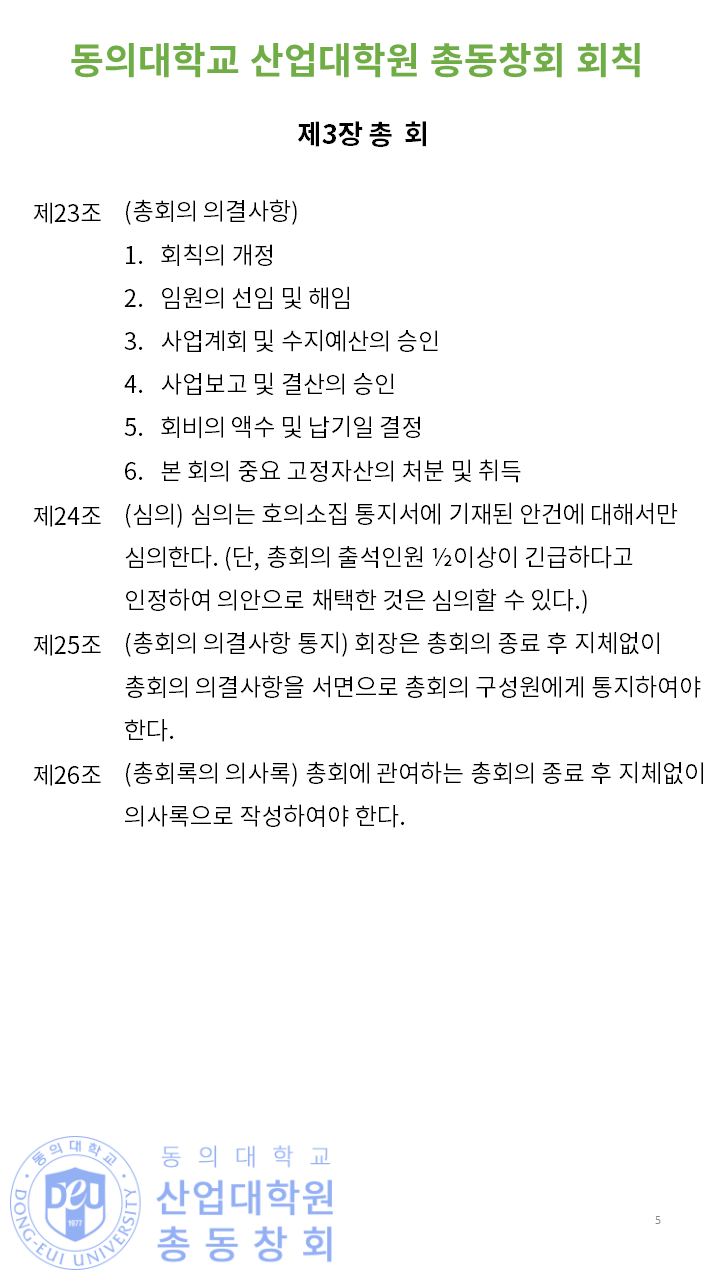 동의대학교 산업대학원 총동창회 회칙
제3장 총 회
제23조 (총회의 의결사항)
1. 회칙의 개정
2. 임원의 선임 및 해임
3. 사업계회 및 수지예산의 승인
4. 사업보고 및 결산의 승인
5. 회비의 액수 및 납기일 결정
6. 본 회의 중요 고정자산의 처분 및 취득
제24조 (심의) 심의는 호의소집 통지서에 기재된 안건에 대해서만
심의한다. (단, 총회의 출석인원 ½이상이 긴급하다고
인정하여 의안으로 채택한 것은 심의할 수 있다.)
제25조 (총회의 의결사항 통지) 회장은 총회의 종료 후 지체없이
총회의 의결사항을 서면으로 총회의 구성원에게 통지하여야
한다.
제26조 (총회록의 의사록) 총회에 관여하는 총회의 종료 후 지체없이
의사록으로 작성하여야 한다.
동의대학교
DEU
1977
DONG-EUI UNIVERSITY
동 의 대 학 교
산업대학원
총 동 창 회
5